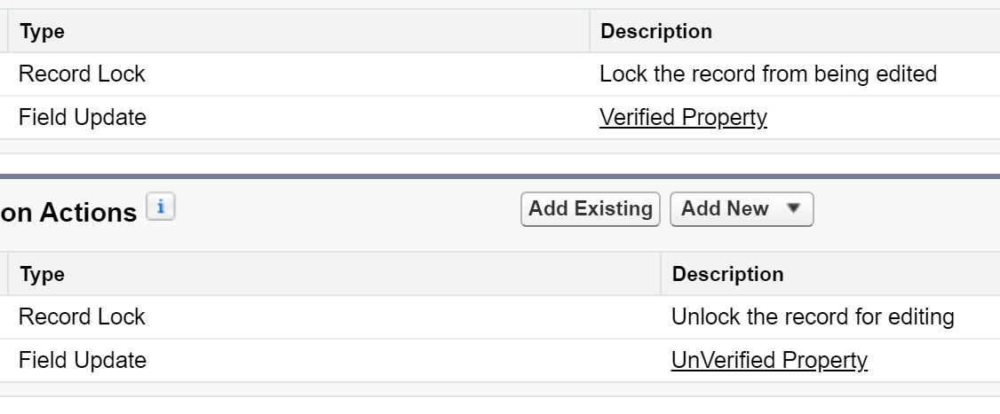 Type Description
Record Lock Lock the record from being edited
Field Update Verified Property
on Actions i Add Existing Add New
Type Description
Record Lock Unlock the record for editing
Field Update UnVerified Property